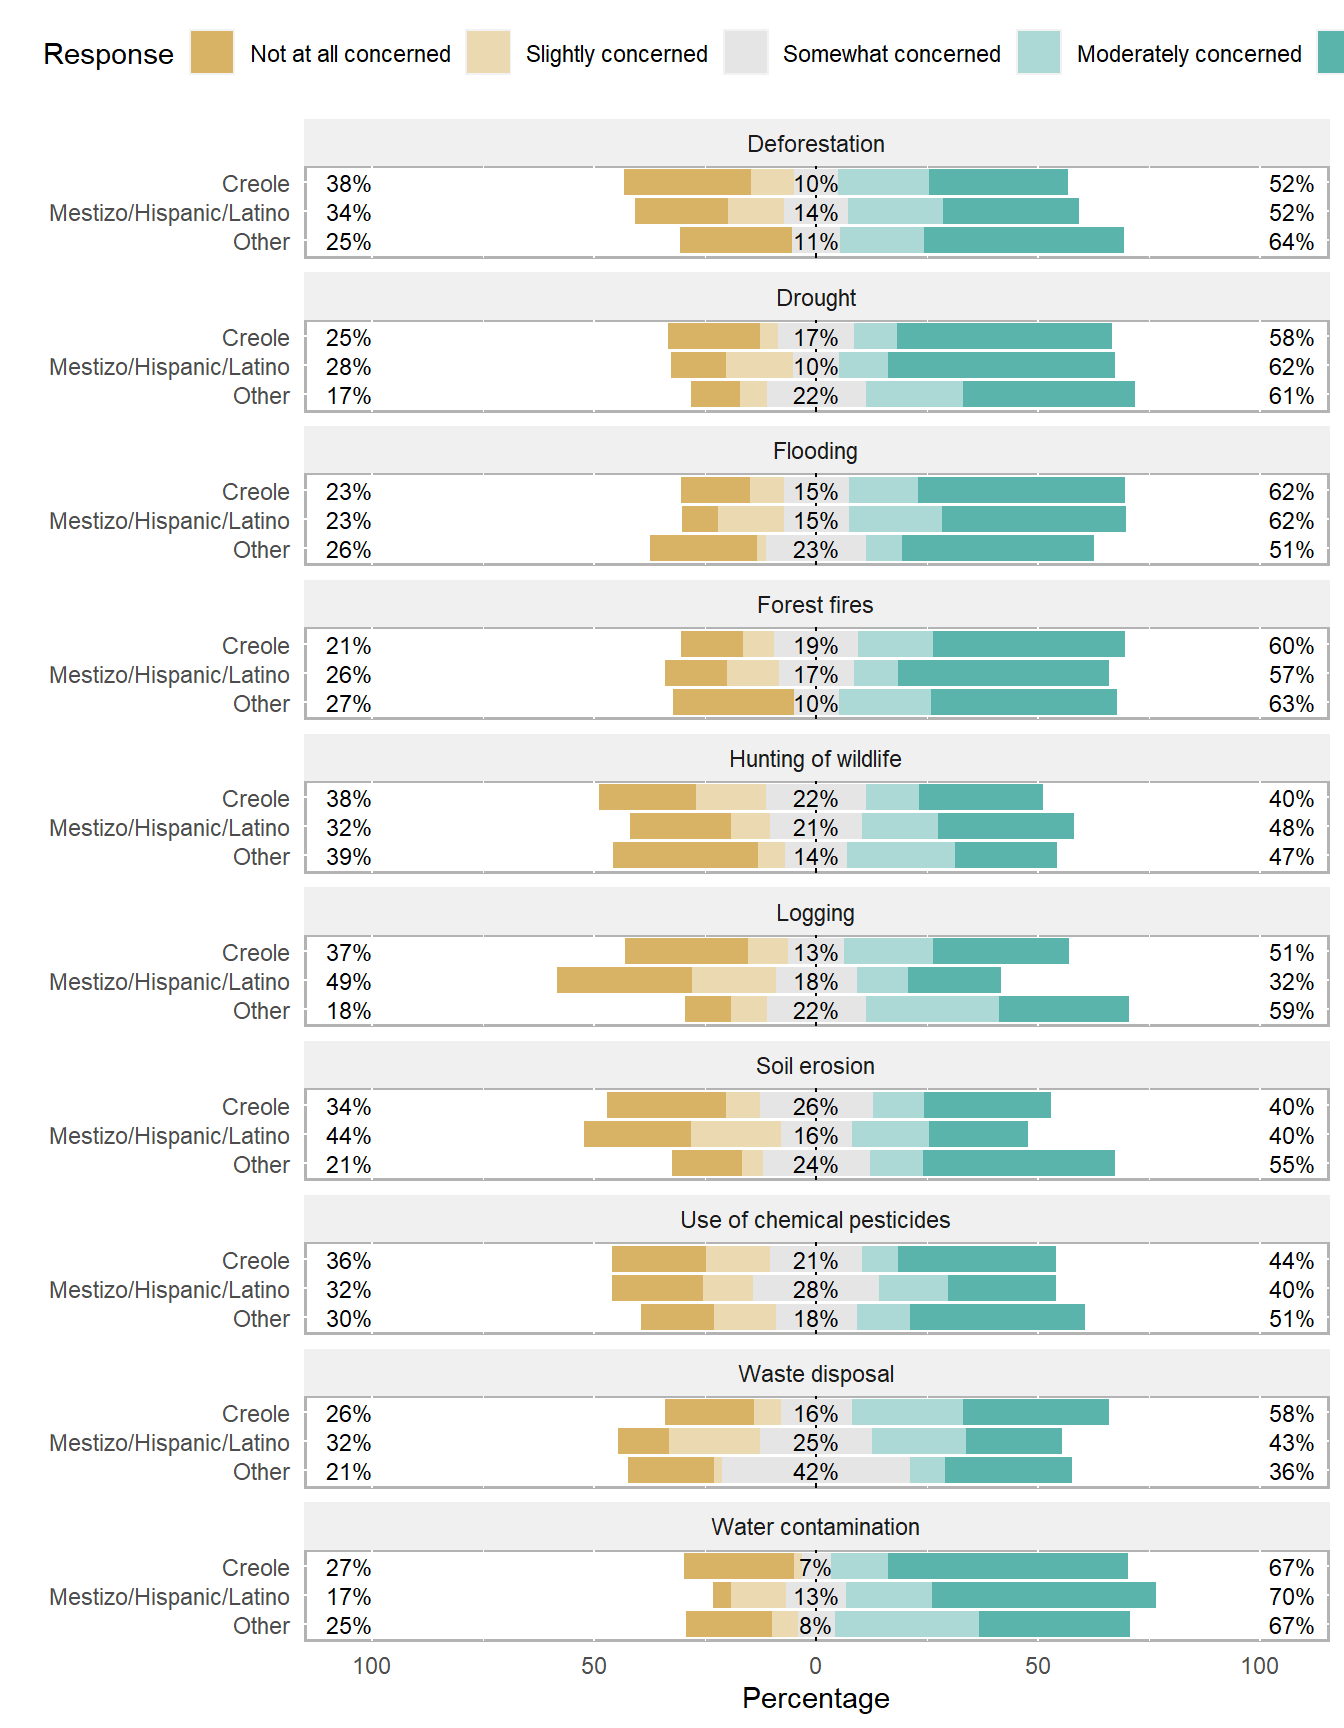 Response Not at all concerned Slightly concerned Somewhat concerned Moderately concerned
Deforestation
Creole 38% 10% 52%
Mestizo/Hispanic/Latino 34% 14% 52%
Other 25% 11% 64%
Drought
Creole 25% 17% 58%
Mestizo/Hispanic/Latino 28% 10% 62%
Other 17% 22% 61%
Flooding
Creole 23% 15% 62%
Mestizo/Hispanic/Latino 23% 15% 62%
Other 26% 23% 51%
Forest fires
Creole 21% 19% 60%
Mestizo/Hispanic/Latino 26% 17% 57%
Other 27% 10% 63%
Hunting of wildlife
Creole 38% 22% 40%
Mestizo/Hispanic/Latino 32% 21% 48%
Other 39% 14% 47%
Logging
Creole 37% 13% 51%
Mestizo/Hispanic/Latino 49% 18% 32%
Other 18% 22% 59%
Soil erosion
Creole 34% 26% 40%
Mestizo/Hispanic/Latino 44% 16% 40%
Other 21% 24% 55%
Use of chemical pesticides
Creole 36% 21% 44%
Mestizo/Hispanic/Latino 32% 28% 40%
Other 30% 18% 51%
Waste disposal
Creole 26% 16% 58%
Mestizo/Hispanic/Latino 32% 25% 43%
Other 21% 42% 36%
Water contamination
Creole 27% 7% 67%
Mestizo/Hispanic/Latino 17% 13% 70%
Other 25% 8% 67%
100 50 0 50 100
Percentage